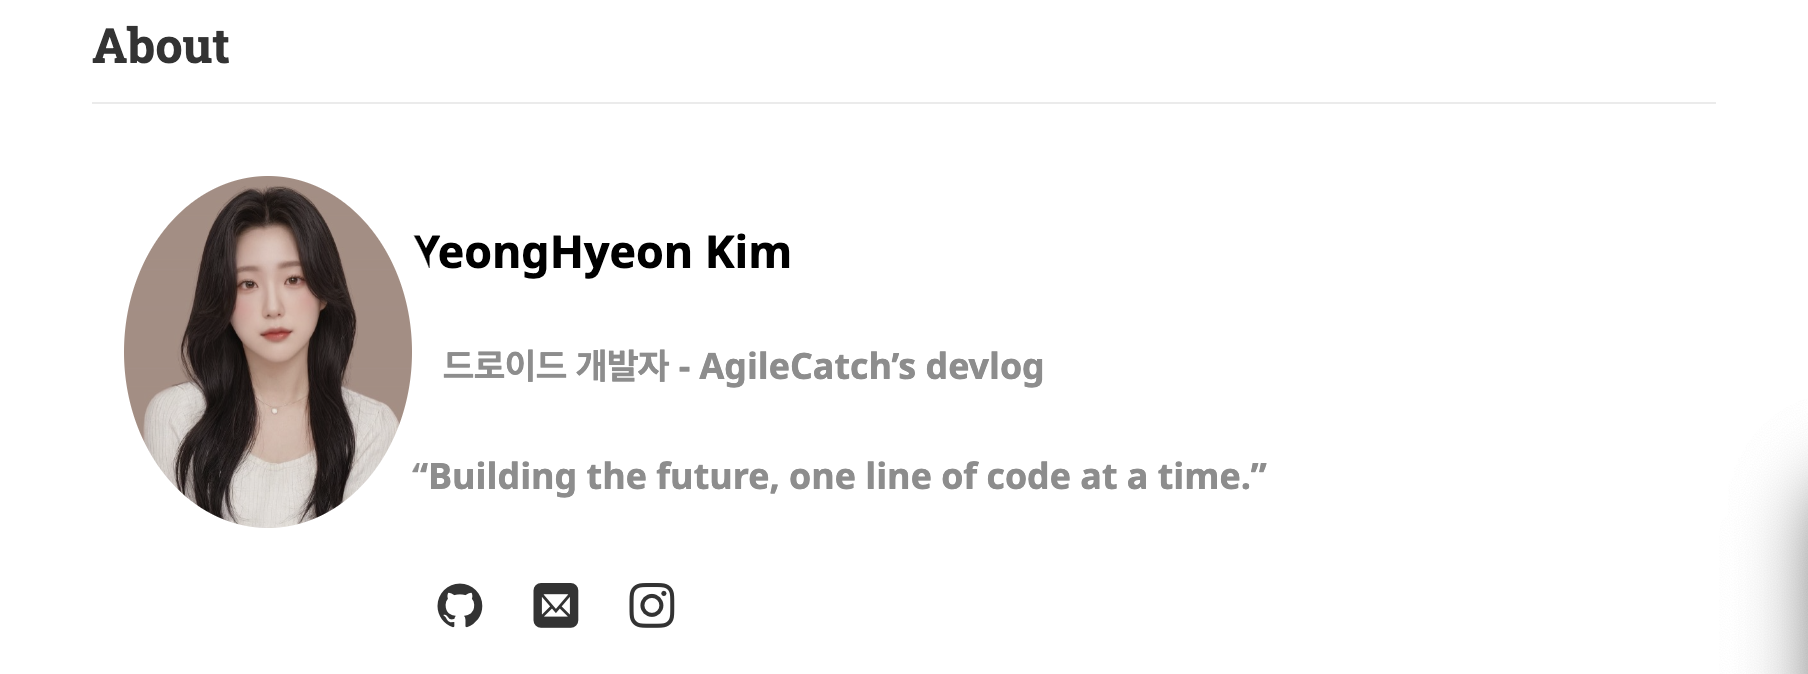 About
YeongHyeon Kim
드로이드 개발자 - AgileCatch’s devlog
“Building the future, one line of code at a time.”